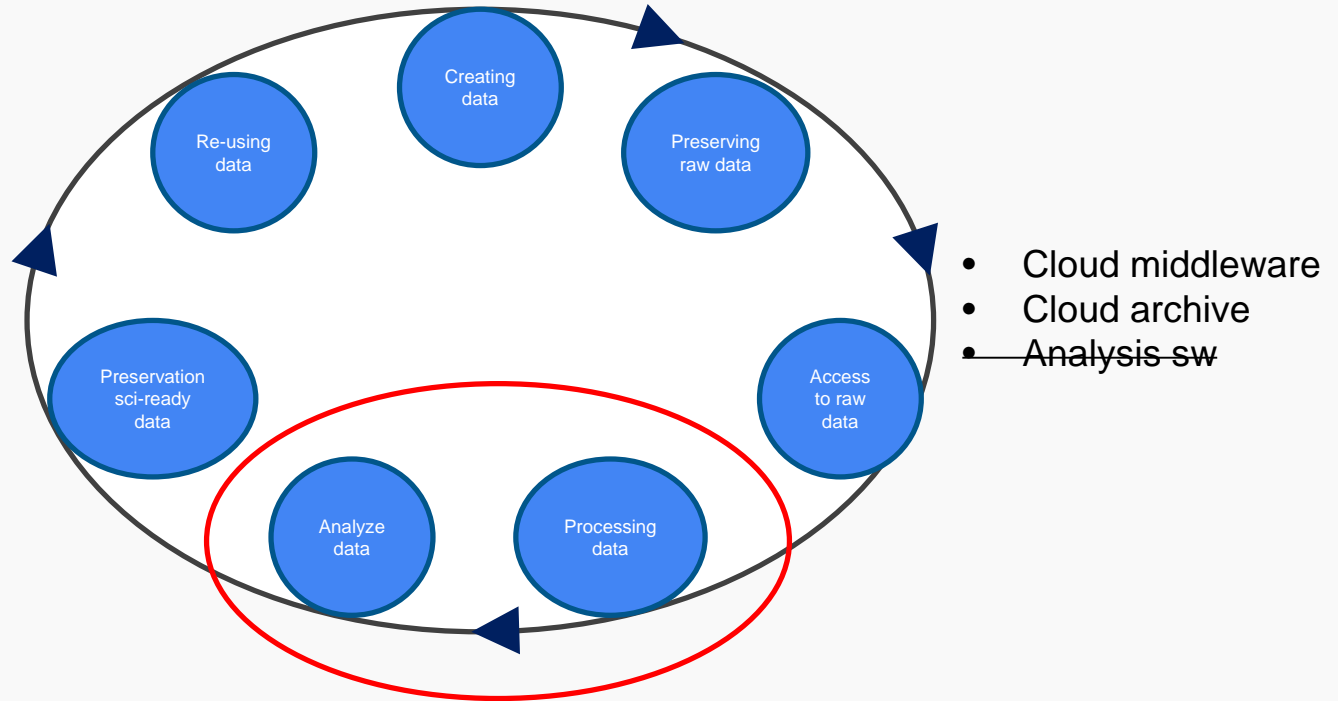 Creating
data
Preserving
raw data
Access
to raw
data
Processing
data
Analyze
data
Preservation
sci-ready
data
Re-using
data
• Cloud middleware
• Cloud archive
• Analysis sw